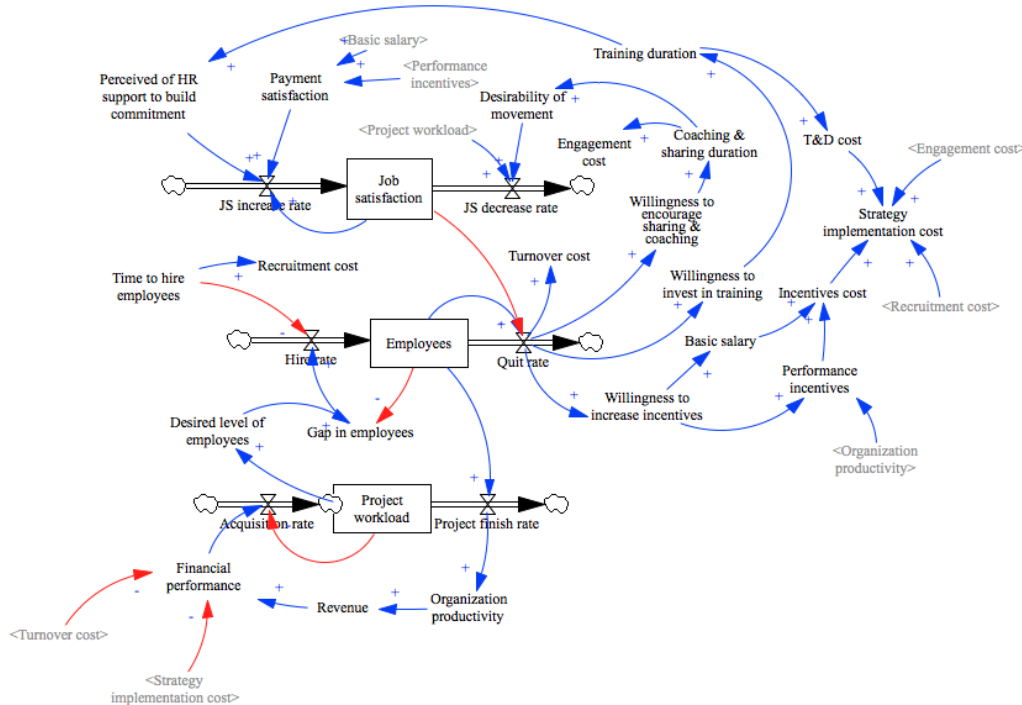 <Basic salary>
Training duration
Perceived of HR
support to build
commitment
Payment
satisfaction
<Performance
incentives>
Desirability of
movement
<Project workload>
Engagement
cost
Coaching &
sharing duration
T&D cost
<Engagement cost>
Job
satisfaction
JS increase rate
JS decrease rate
Willingness to
encourage
sharing &
coaching
Strategy
implementation cost
Time to hire
employees
Recruitment cost
Turnover cost
Willingness to
invest in training
Incentives cost
<Recruitment cost>
Hire rate
Employees
Quit rate
Basic salary
Performance
incentives
Willingness to
increase incentives
Desired level of
employees
Gap in employees
<Organization
productivity>
Acquisition rate
Project
workload
Project finish rate
Financial
performance
Revenue
Organization
productivity
<Turnover cost>
<Strategy
implementation cost>